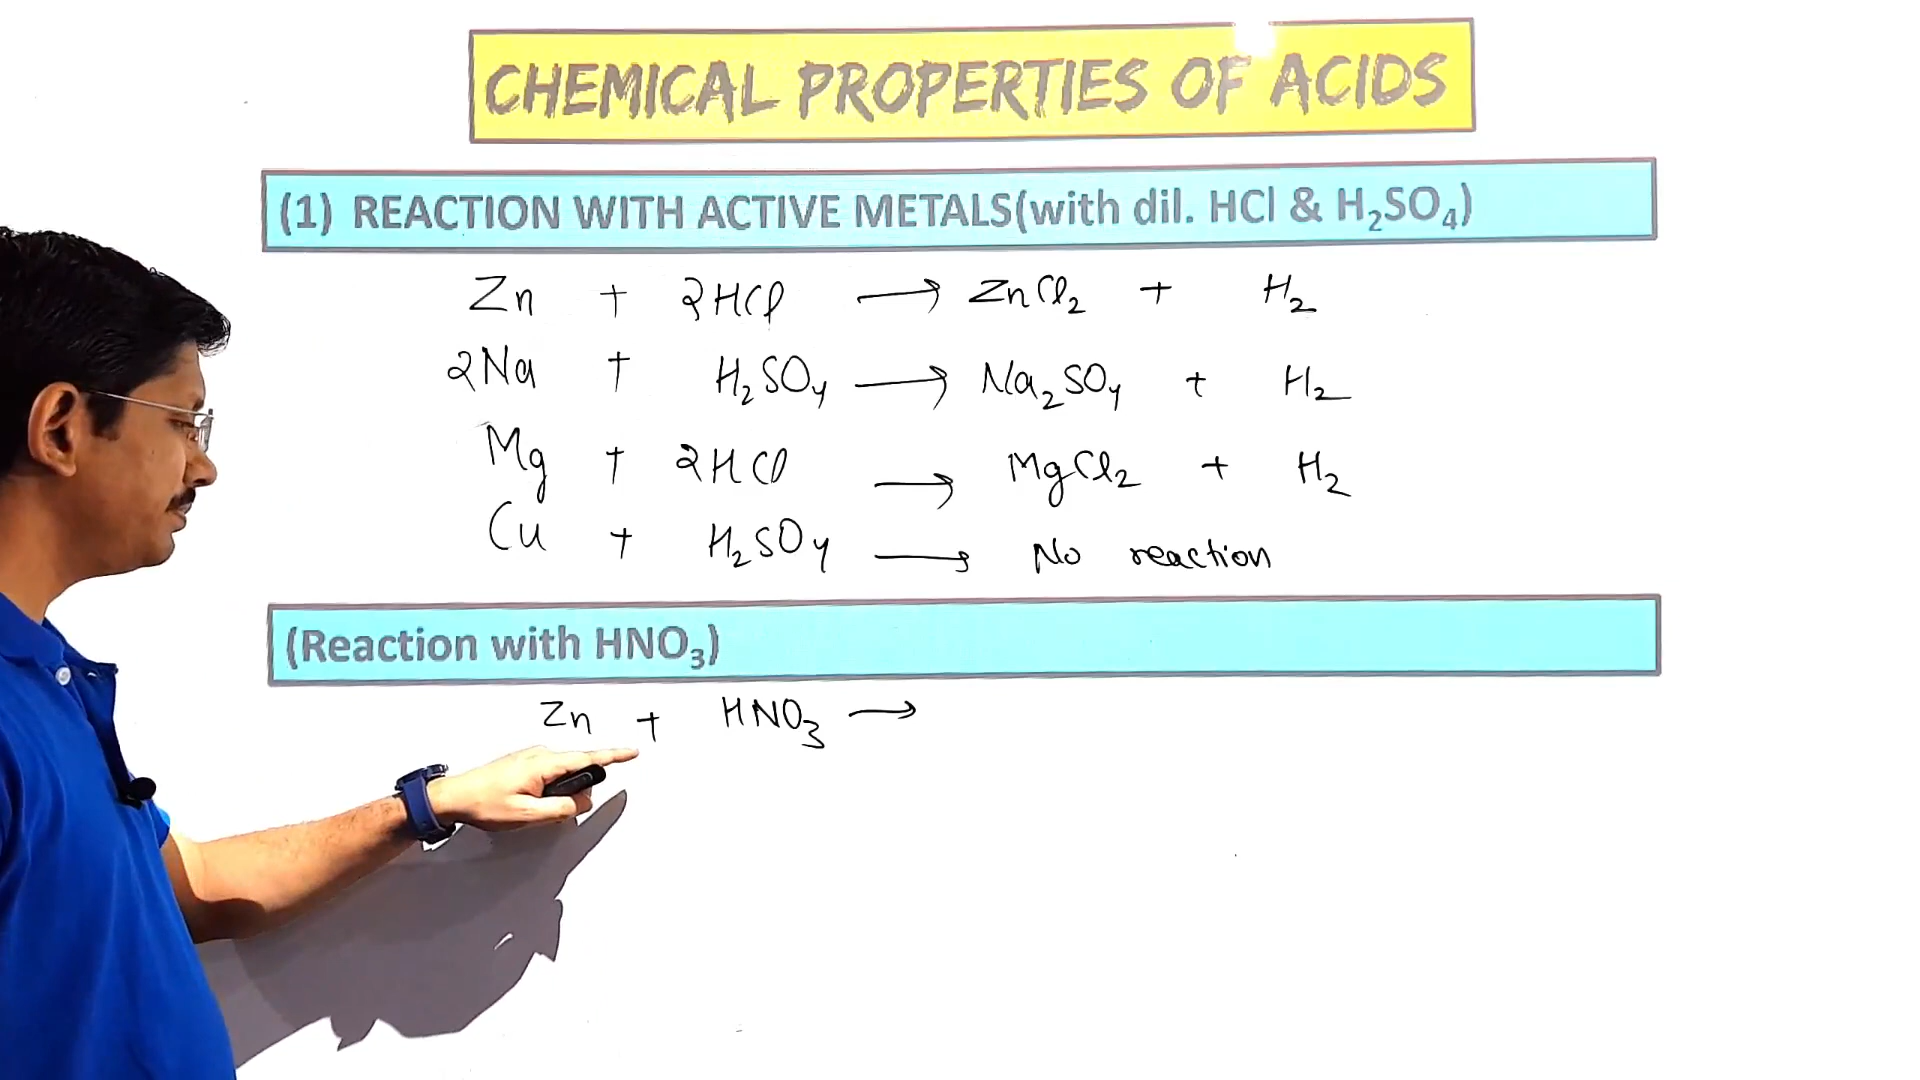 CHEMICAL PROPERTIES OF ACIDS
(1) REACTION WITH ACTIVE METALS(with dil. HCl & H₂SO₄)
Zn + 2HCl → ZnCl₂ + H₂
2Na + H₂SO₄ → Na₂SO₄ + H₂
Mg + 2HCl → MgCl₂ + H₂
Cu + H₂SO₄ → No reaction
(Reaction with HNO₃)
Zn + HNO₃ →